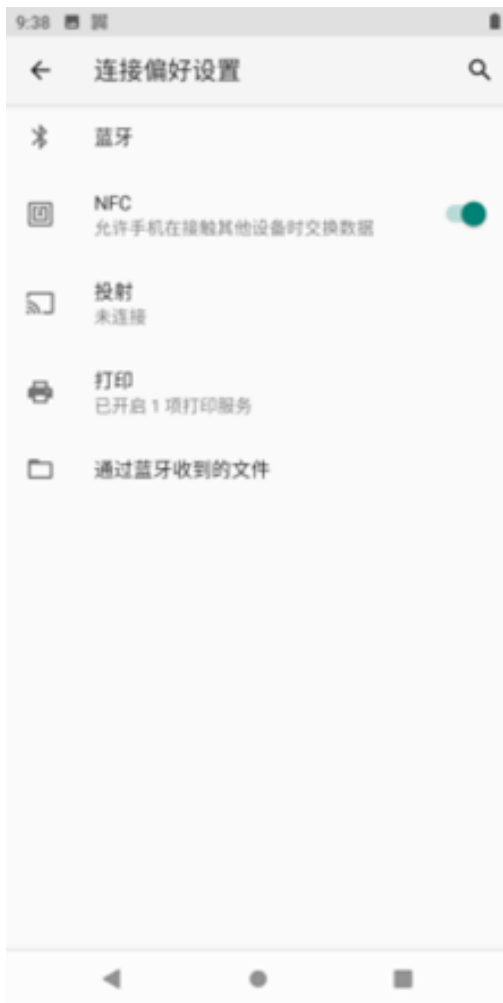 9:38
连接偏好设置
蓝牙
NFC
允许手机在接触其他设备时交换数据
投射
未连接
打印
已开启 1 项打印服务
通过蓝牙收到的文件